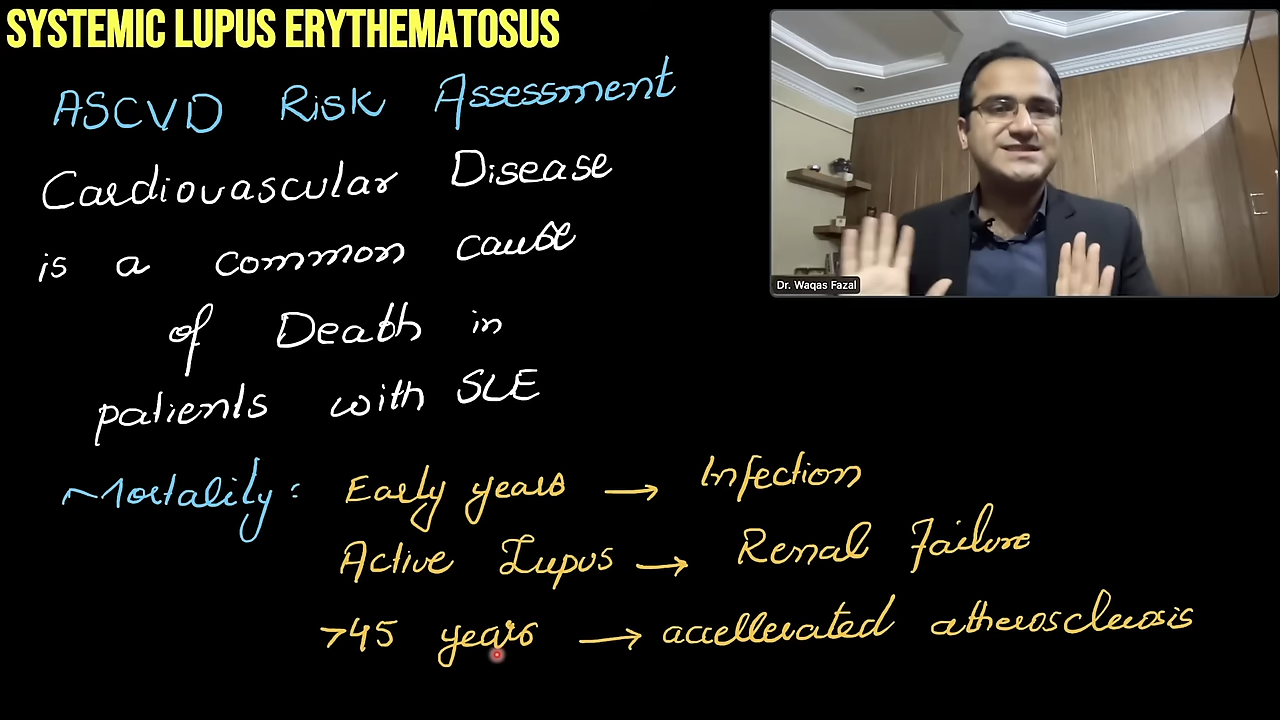 SYSTEMIC LUPUS ERYTHEMATOSUS
ASCVD Risk Assessment
Cardiovascular Disease
is a common cause
of Death in
patients with SLE
Mortality: Early years → Infection
Active Lupus → Renal Failure
>45 years → accellerated atherosclerosis
Dr. Waqas Fazal